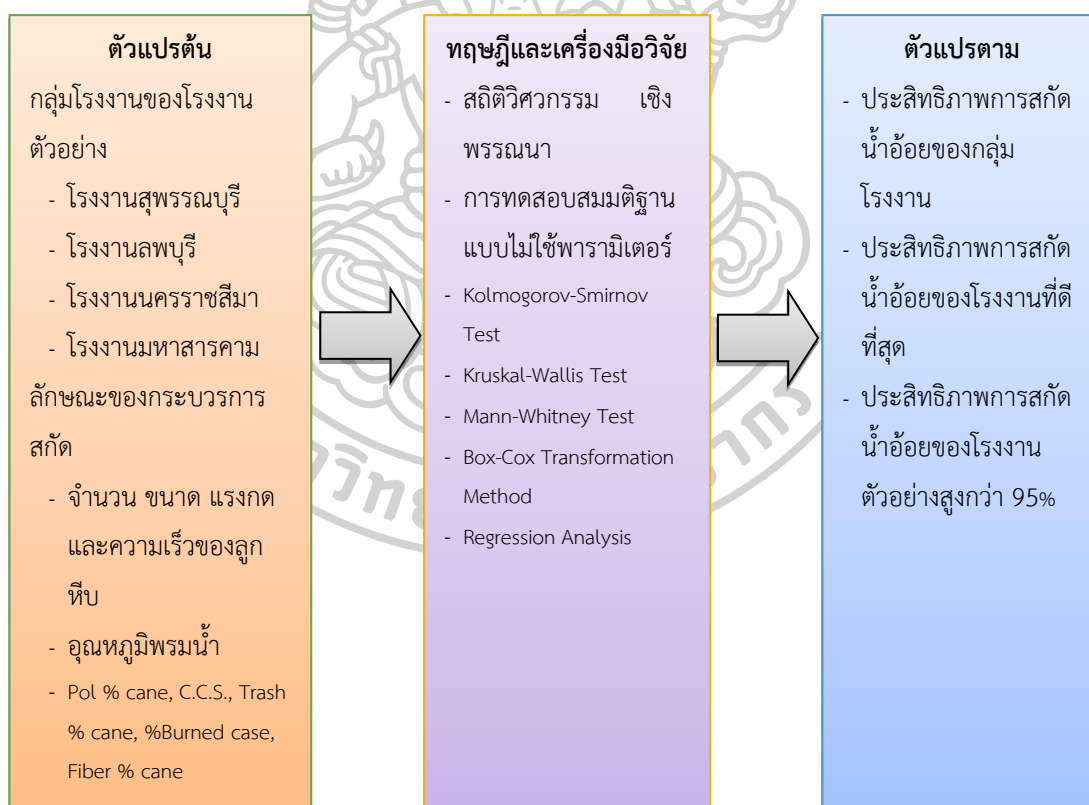 ตัวแปรต้น
กลุ่มโรงงานของโรงงาน
ตัวอย่าง
- โรงงานสุพรรณบุรี
- โรงงานลพบุรี
- โรงงานนครราชสีมา
- โรงงานมหาสารคาม
ลักษณะของกระบวรการ
สกัด
- จำนวน ขนาด แรงกด
และความเร็วของลูก
หีบ
- อุณหภูมิพรมน้ำ
- Pol % cane, C.C.S., Trash
% cane, %Burned case,
Fiber % cane
ทฤษฎีและเครื่องมือวิจัย
- สถิติวิศวกรรม เชิง
พรรณนา
- การทดสอบสมมติฐาน
แบบไม่ใช้พารามิเตอร์
- Kolmogorov-Smirnov
Test
- Kruskal-Wallis Test
- Mann-Whitney Test
- Box-Cox Transformation
Method
- Regression Analysis
ตัวแปรตาม
- ประสิทธิภาพการสกัด
น้ำอ้อยของกลุ่ม
โรงงาน
- ประสิทธิภาพการสกัด
น้ำอ้อยของโรงงานที่ดี
ที่สุด
- ประสิทธิภาพการสกัด
น้ำอ้อยของโรงงาน
ตัวอย่างสูงกว่า 95%